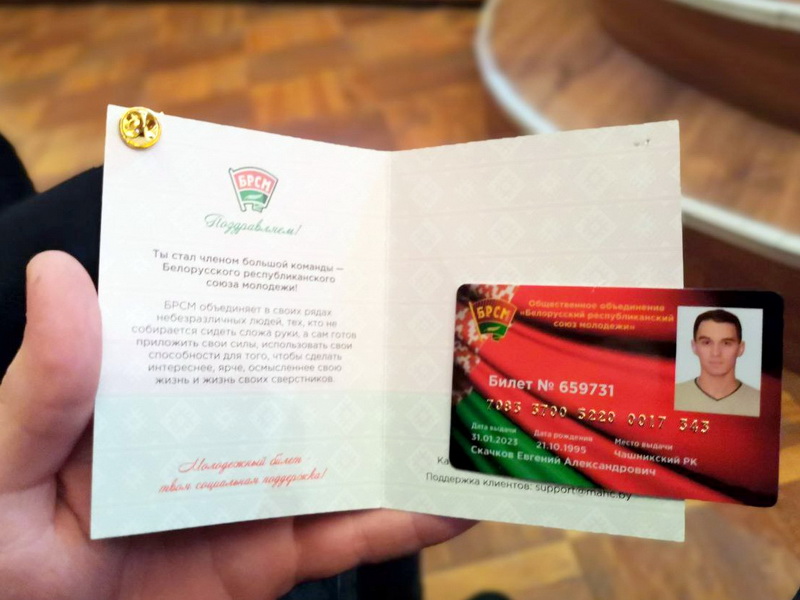 БРСМ
Поздравляем!
Ты стал членом большой команды –
Белорусского республиканского
союза молодежи!
БРСМ объединяет в своих рядах
небезразличных людей, тех, кто не
собирается сидеть сложа руки, а сам готов
приложить свои силы, использовать свои
способности для того, чтобы сделать
интереснее, ярче, осмысленнее свою
жизнь и жизнь своих сверстников.
Молодежный билет
твоя социальная поддержка!
БРСМ
Общественное объединение
«Белорусский республиканский
союз молодежи»
Билет № 659731
7085 3700 5220 0017 343
Дата выдачи Дата рождения Место выдачи
31.01.2023 21.10.1995 Чашникский РК
Скачков Евгений Александрович
Поддержка клиентов: support@manc.by